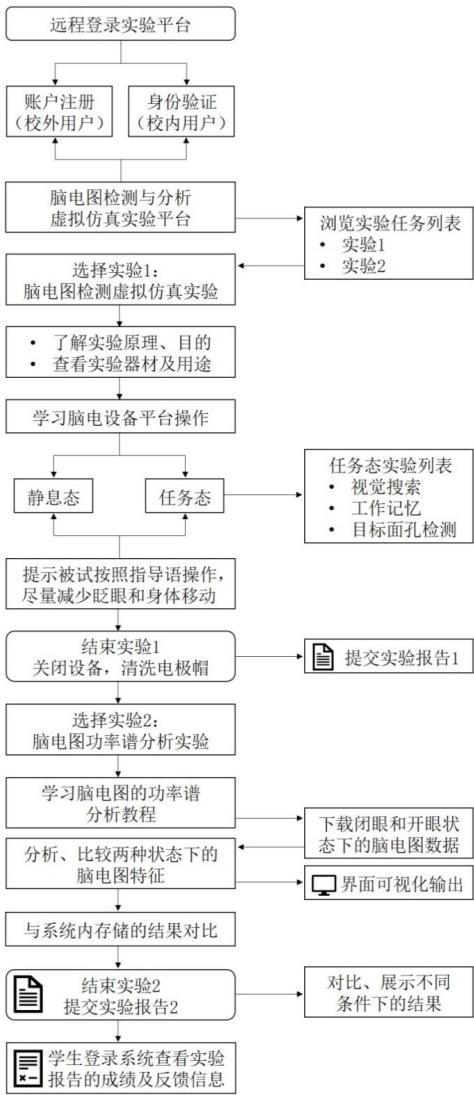 远程登录实验平台
账户注册
（校外用户）
身份验证
（校内用户）
脑电图检测与分析
虚拟仿真实验平台
浏览实验任务列表
• 实验1
• 实验2
选择实验1：
脑电图检测虚拟仿真实验
• 了解实验原理、目的
• 查看实验器材及用途
学习脑电设备平台操作
静息态
任务态
任务态实验列表
• 视觉搜索
• 工作记忆
• 目标面孔检测
提示被试按照指导语操作，
尽量减少眨眼和身体移动
结束实验1
关闭设备，清洗电极帽
提交实验报告1
选择实验2：
脑电图功率谱分析实验
学习脑电图的功率谱
分析教程
下载闭眼和开眼状
态下的脑电图数据
分析、比较两种状态下的
脑电图特征
界面可视化输出
与系统内存储的结果对比
结束实验2
提交实验报告2
对比、展示不同
条件下的结果
学生登录系统查看实验
报告的成绩及反馈信息